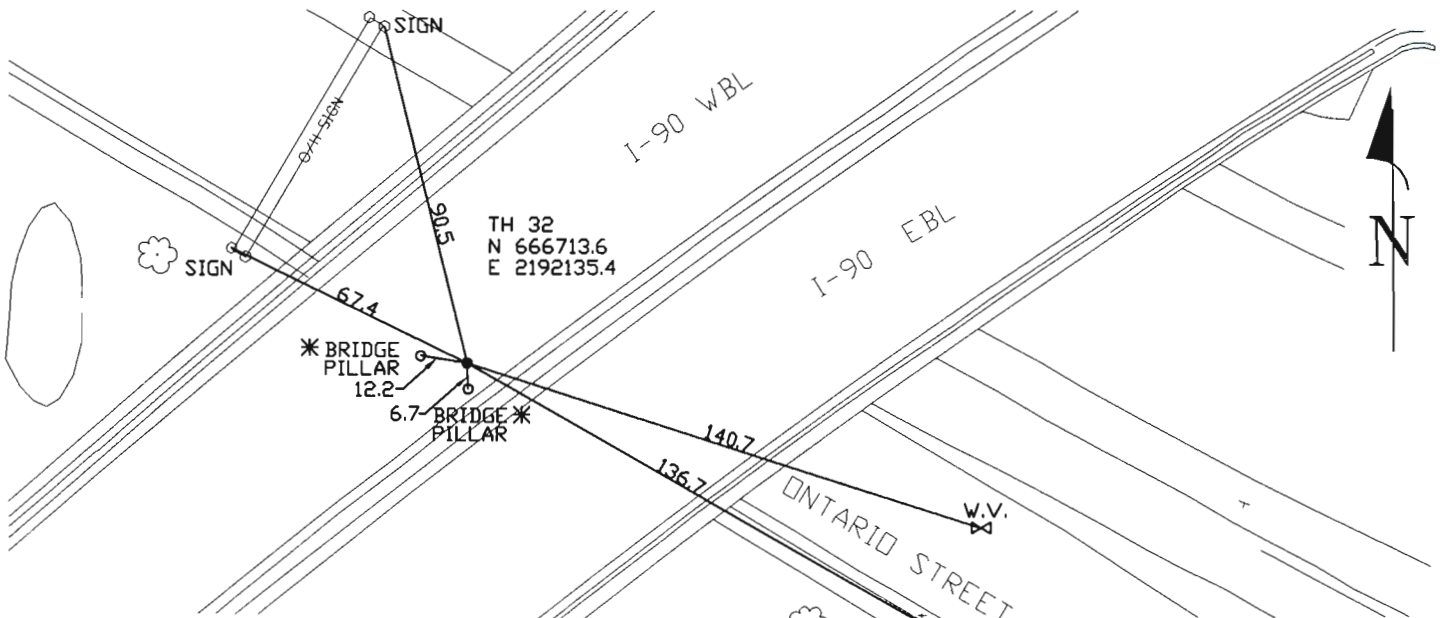 SIGN
O/H SIGN
I-90 WBL
90.5
TH 32
N 666713.6
E 2192135.4
I-90 EBL
N
SIGN
67.4
* BRIDGE
PILLAR
12.2
6.7
BRIDGE *
PILLAR
140.7
136.7
W.V.
ONTARIO STREET